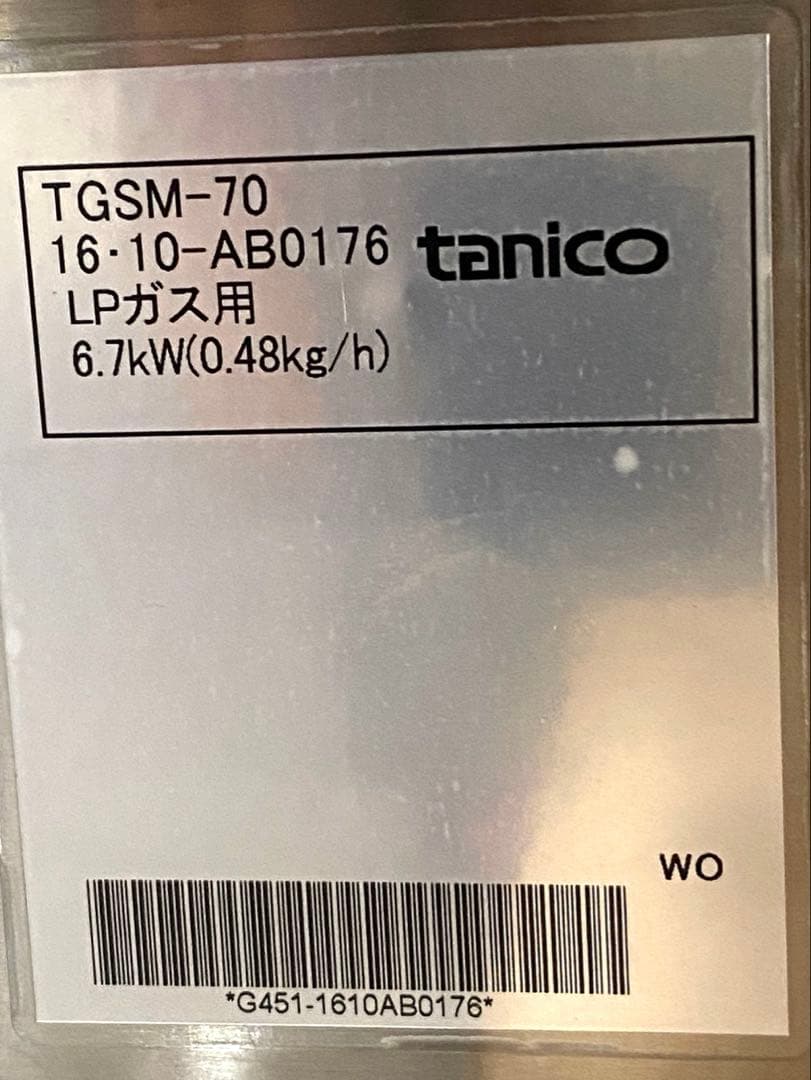 TGSM-70
16・10-AB0176
tanico
LPガス用
6.7kW(0.48kg/h)
WO
*G451-1610AB0176*